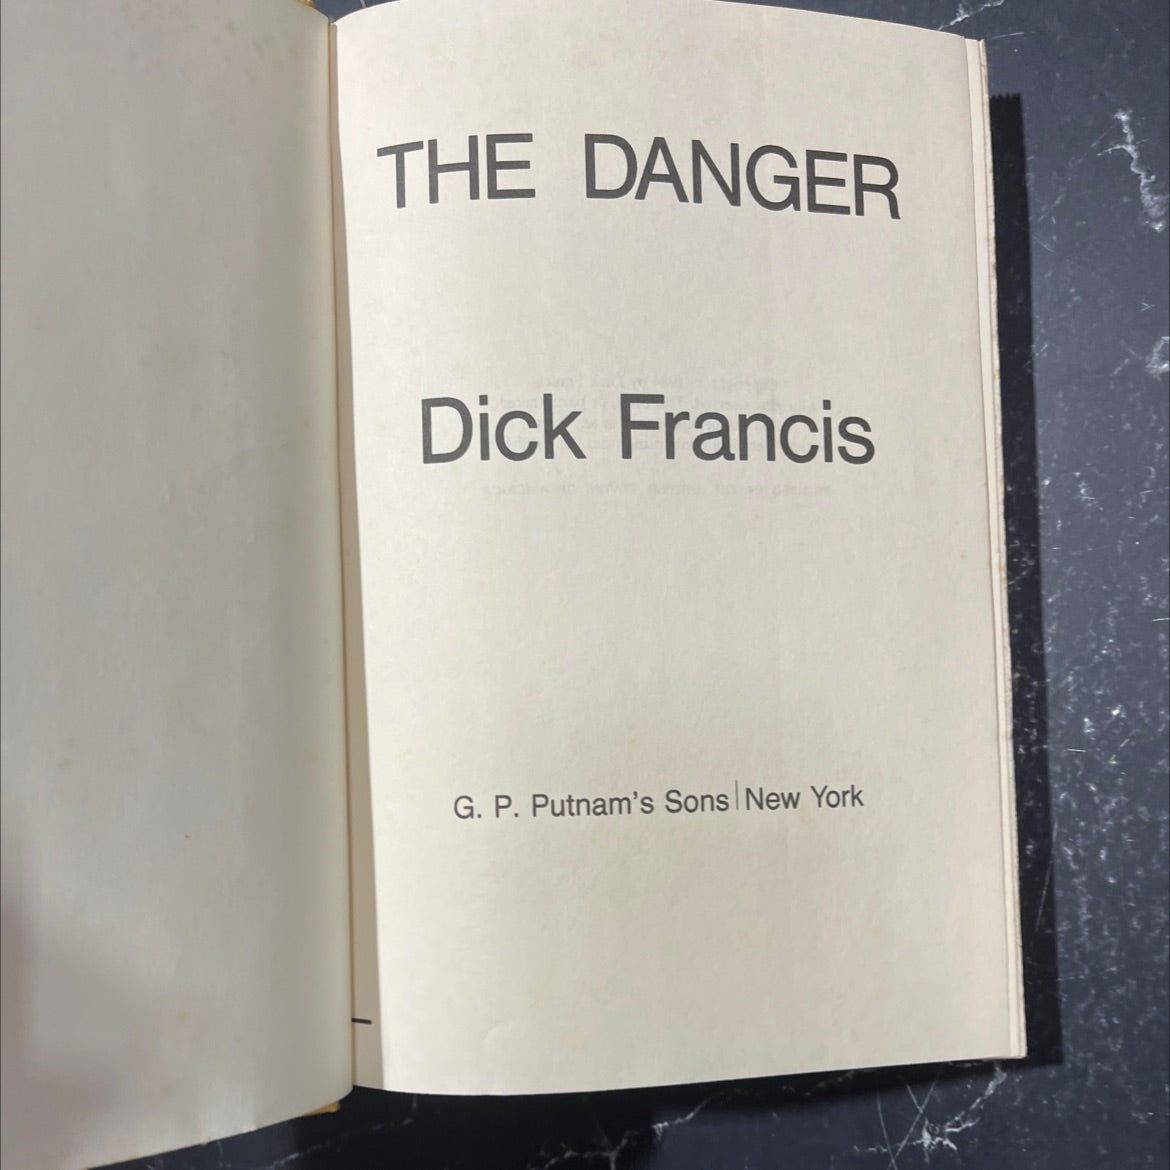 THE DANGER
Dick Francis
G. P. Putnam's Sons | New York